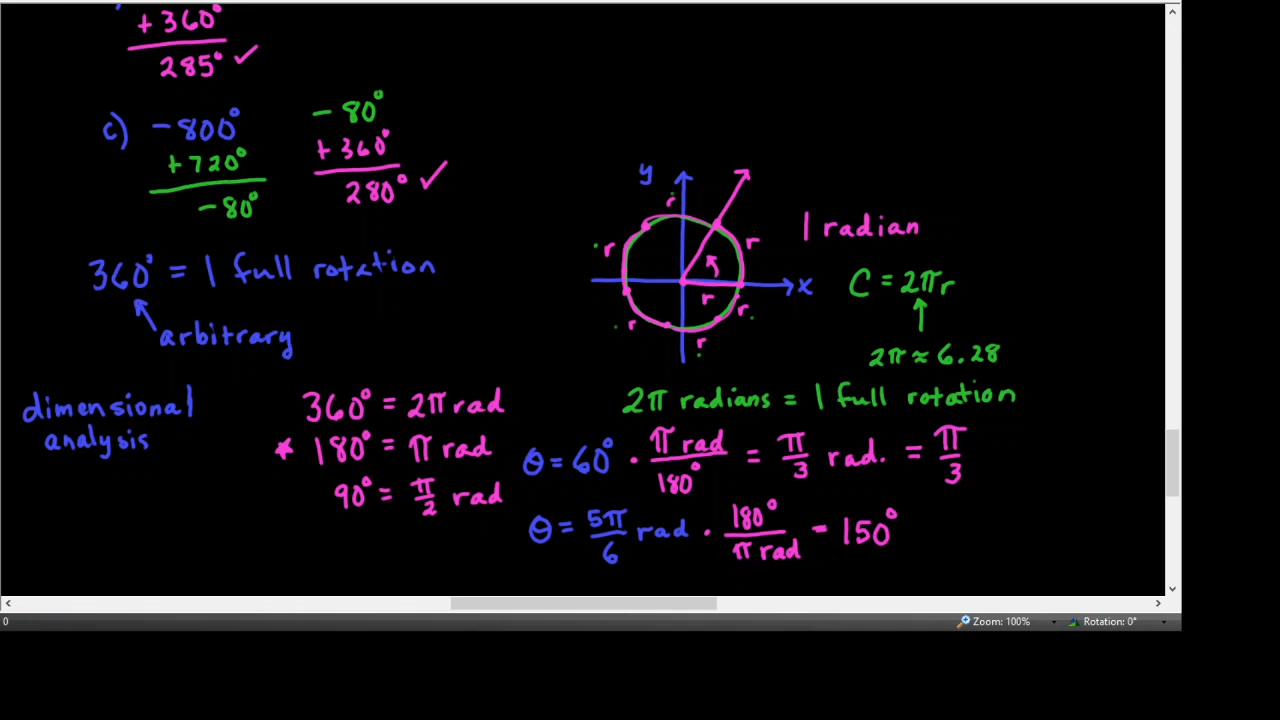 + 360°
285° ✓
c) - 800°
+ 720°
- 80°
- 80°
+ 360°
280° ✓
360° = 1 full rotation
arbitrary
y
x
r
r
r
r
r
r
r
1 radian
C = 2πr
2π ≈ 6.28
2π radians = 1 full rotation
dimensional
analysis
360° = 2π rad
* 180° = π rad
90° = π/2 rad
θ = 60° · π rad/180° = π/3 rad. = π/3
θ = 5π/6 rad · 180°/π rad = 150°
0
Zoom: 100%
Rotation: 0°